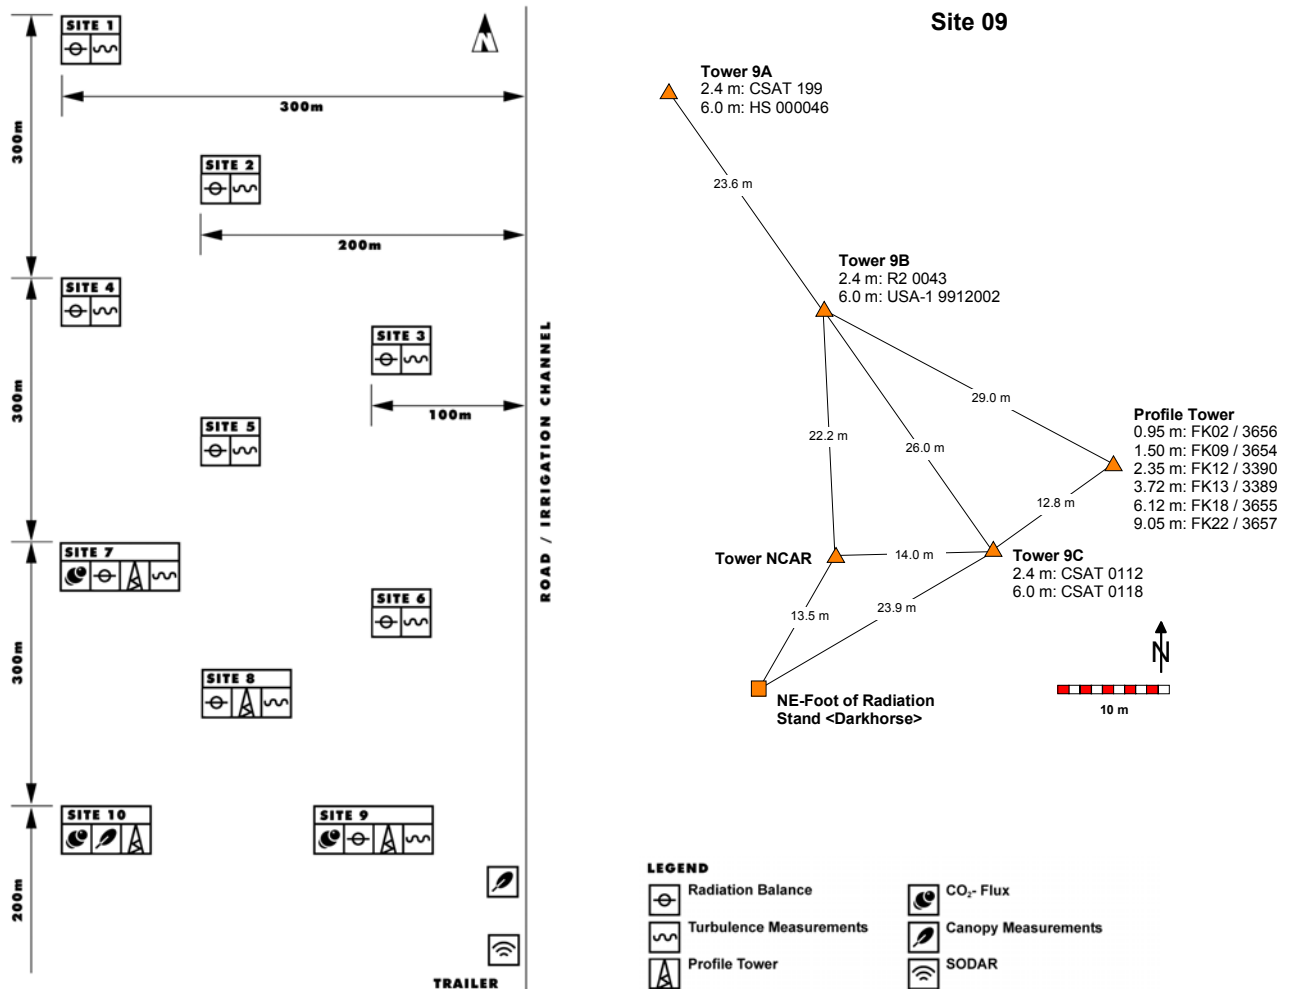 SITE 1
300m
300m
SITE 2
200m
SITE 4
SITE 3
100m
300m
SITE 5
ROAD / IRRIGATION CHANNEL
SITE 7
SITE 6
300m
SITE 8
SITE 10
SITE 9
200m
TRAILER
N
Site 09
Tower 9A
2.4 m: CSAT 199
6.0 m: HS 000046
23.6 m
Tower 9B
2.4 m: R2 0043
6.0 m: USA-1 9912002
29.0 m
22.2 m
26.0 m
Profile Tower
0.95 m: FK02 / 3656
1.50 m: FK09 / 3654
2.35 m: FK12 / 3390
3.72 m: FK13 / 3389
6.12 m: FK18 / 3655
9.05 m: FK22 / 3657
12.8 m
Tower NCAR
14.0 m
Tower 9C
2.4 m: CSAT 0112
6.0 m: CSAT 0118
13.5 m
23.9 m
N
NE-Foot of Radiation
Stand <Darkhorse>
10 m
LEGEND
Radiation Balance
CO₂- Flux
Turbulence Measurements
Canopy Measurements
Profile Tower
SODAR